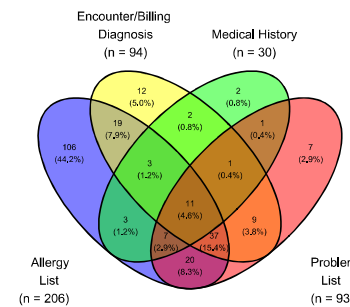 Encounter/Billing
Diagnosis
(n = 94)
Medical History
(n = 30)
12
(5.0%)
2
(0.8%)
19
(7.9%)
2
(0.8%)
1
(0.4%)
106
(44.2%)
7
(2.9%)
3
(1.2%)
1
(0.4%)
11
(4.6%)
3
(1.2%)
9
(3.8%)
7
(2.9%)
37
(15.4%)
20
(8.3%)
Allergy
List
(n = 206)
Problem
List
(n = 93